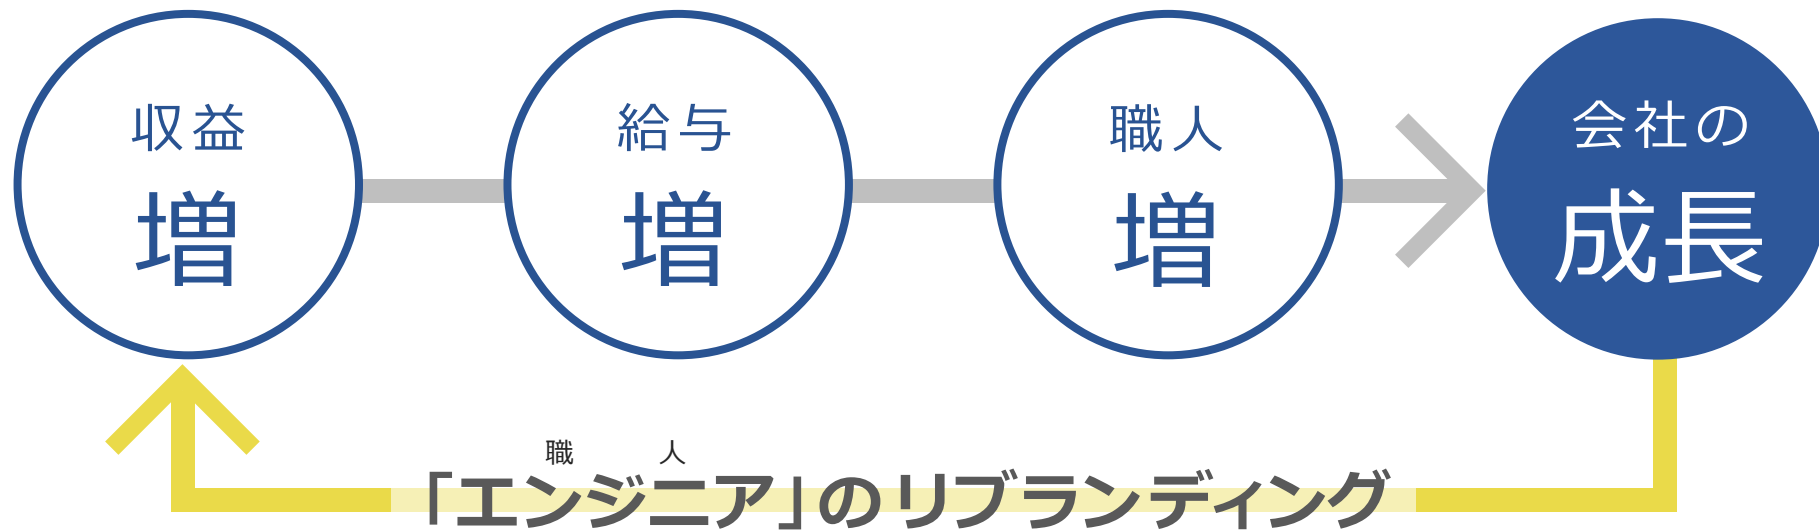 収益
増
給与
増
職人
増
会社の
成長
職人
「エンジニア」のリブランディング